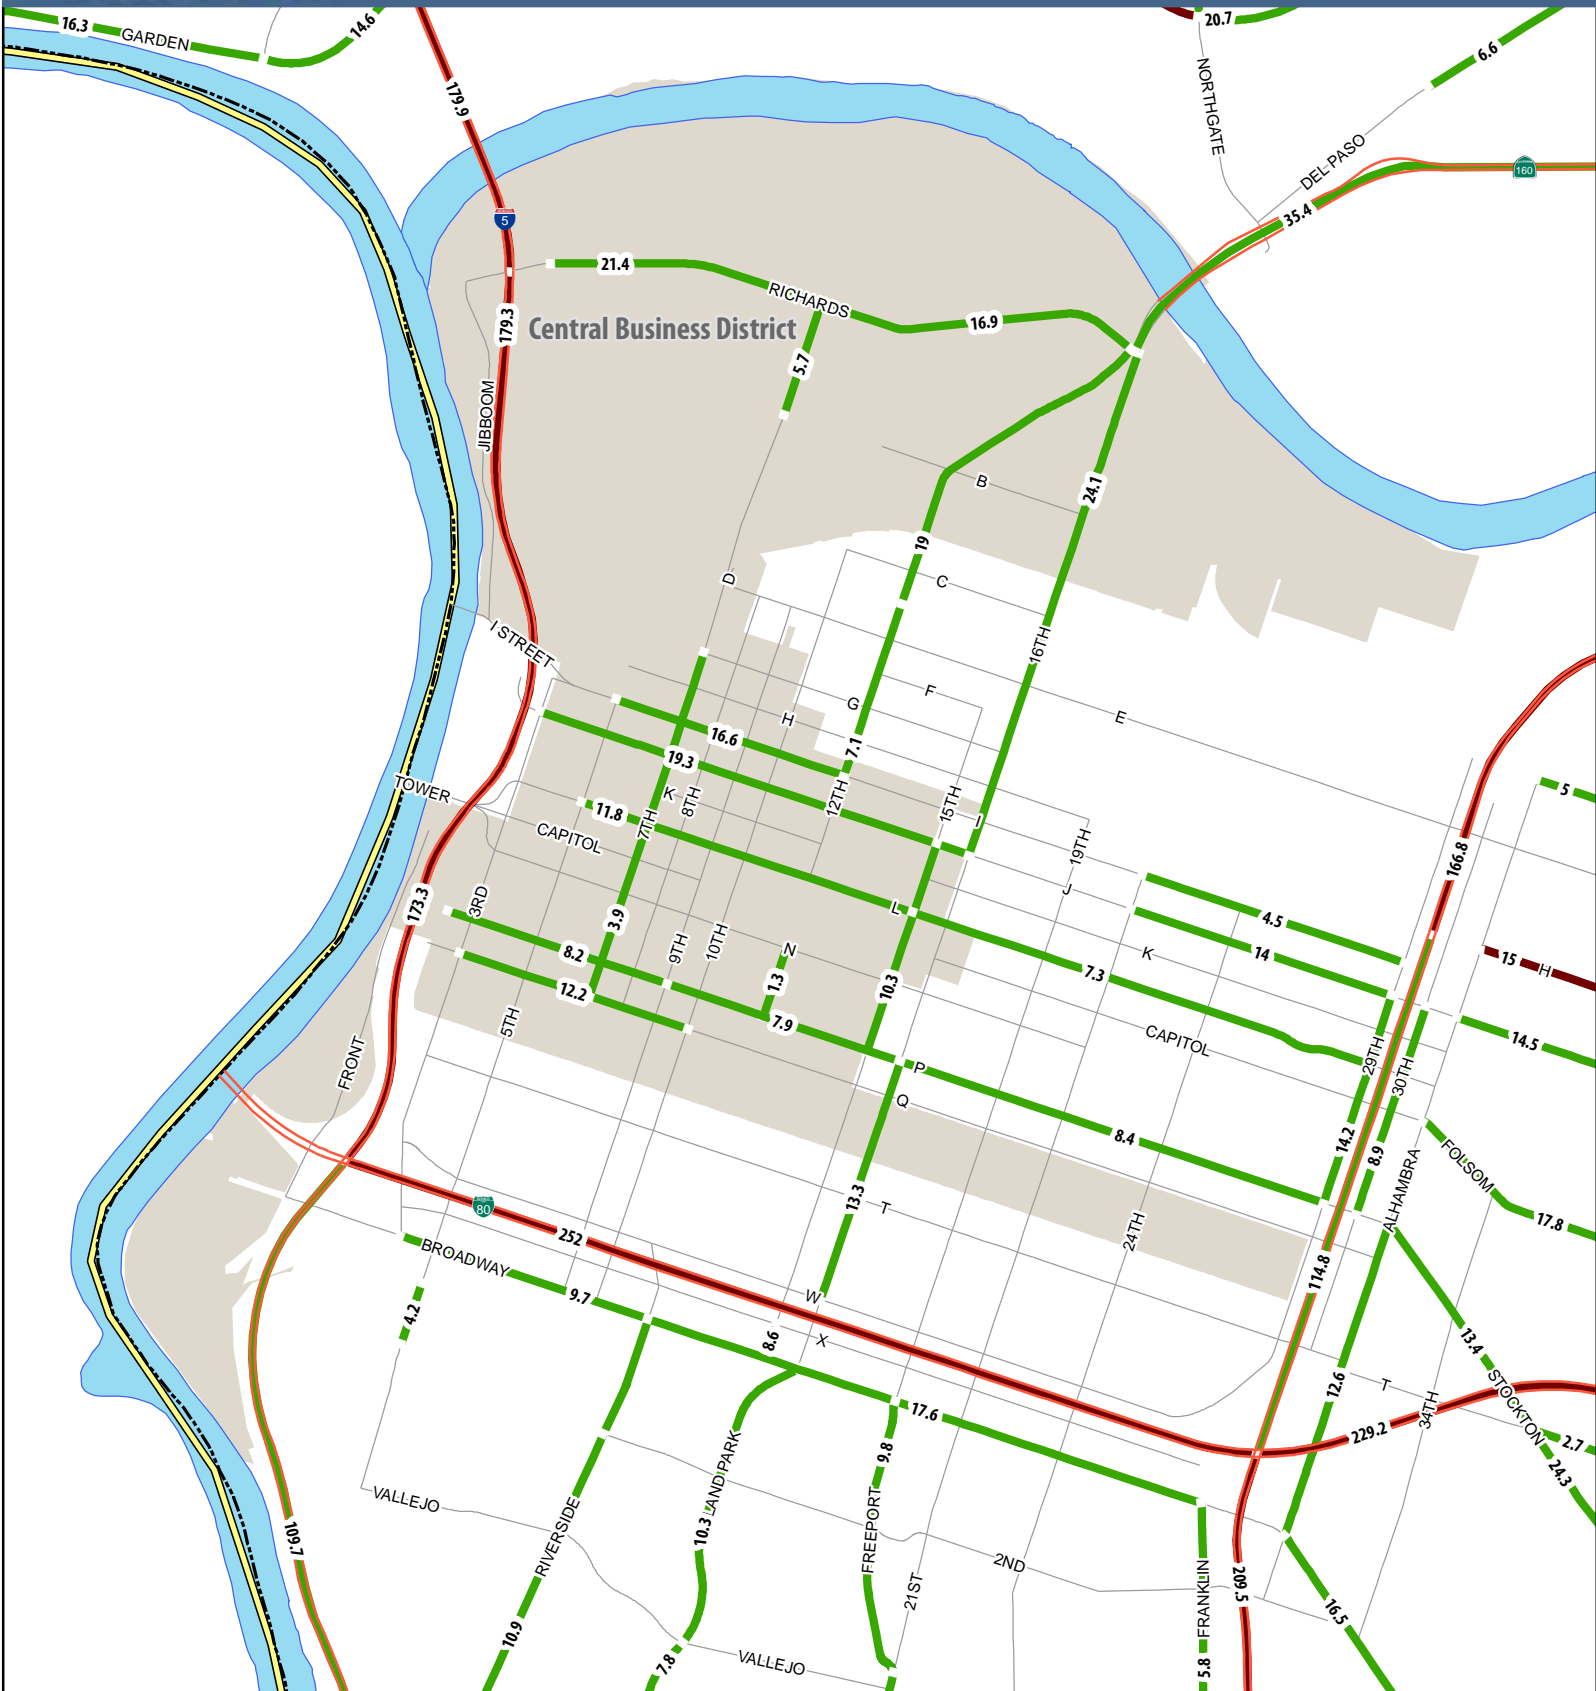 16.3
GARDEN
14.6
20.7
6.6
179.9
NORTHGATE
DEL PASO
160
35.4
5
21.4
RICHARDS
179.3
Central Business District
16.9
5.7
JIBBOOM
B
24.1
19
D
C
I STREET
16TH
F
G
H
E
7.1
16.6
19.3
TOWER
K
8TH
12TH
15TH
I
5
11.8
7TH
CAPITOL
19TH
166.8
J
3RD
173.3
L
4.5
3.9
9TH
10TH
N
K
14
15
H
8.2
7.3
1.3
12.2
10.3
7.9
5TH
CAPITOL
14.5
FRONT
29TH
30TH
P
Q
8.4
14.2
8.9
FOLSOM
ALHAMBRA
13.3
80
T
24TH
17.8
252
BROADWAY
114.8
9.7
W
4.2
8.6
X
13.4
12.6
T
STOCKTON
34TH
17.6
229.2
2.7
9.8
24.3
LAND PARK
VALLEJO
10.3
RIVERSIDE
FREEPORT
109.7
2ND
21ST
FRANKLIN
209.5
16.5
10.9
7.8
VALLEJO
5.8